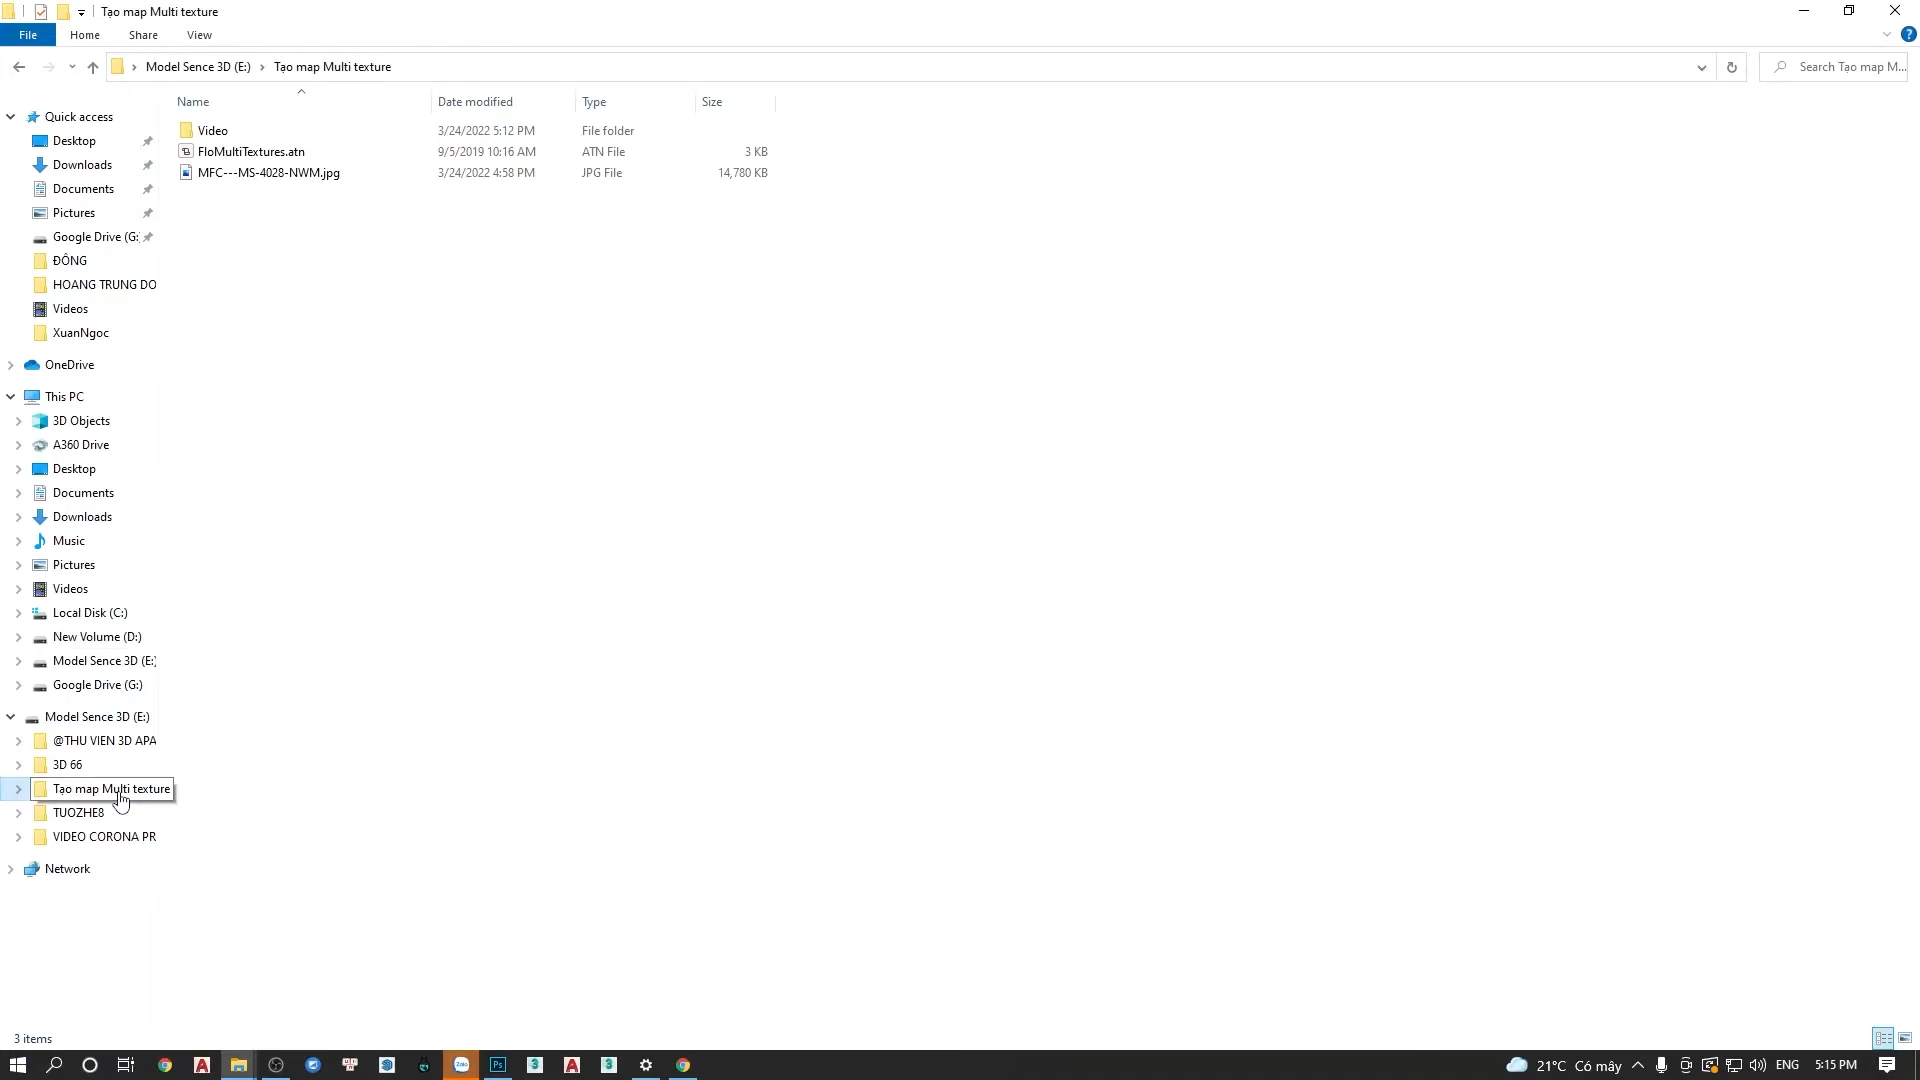 Tạo map Multi texture
File
Home
Share
View
Model Sence 3D (E:)
Tạo map Multi texture
Search Tạo map M...
Name
Date modified
Type
Size
Video
3/24/2022 5:12 PM
File folder
FloMultiTextures.atn
9/5/2019 10:16 AM
ATN File
3 KB
MFC---MS-4028-NWM.jpg
3/24/2022 4:58 PM
JPG File
14,780 KB
Quick access
Desktop
Downloads
Documents
Pictures
Google Drive (G:
ĐÔNG
HOANG TRUNG DO
Videos
XuanNgoc
OneDrive
This PC
3D Objects
A360 Drive
Desktop
Documents
Downloads
Music
Pictures
Videos
Local Disk (C:)
New Volume (D:)
Model Sence 3D (E:)
Google Drive (G:)
Model Sence 3D (E:)
@THU VIEN 3D APA
3D 66
Tạo map Multi texture
TUOZHE8
VIDEO CORONA PR
Network
3 items
Zalo
Ps
21°C Có mây
ENG
5:15 PM